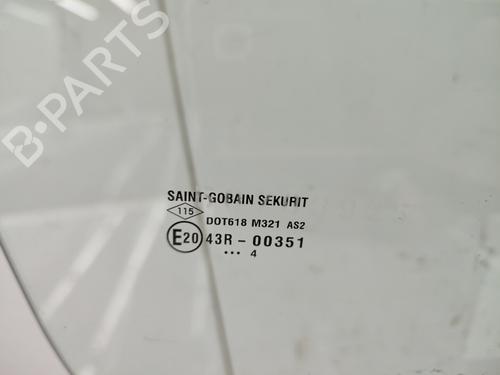 B-PARTS
SAINT-GOBAIN SEKURIT
115
DOT618 M321 AS2
E20 43R - 00351
... 4